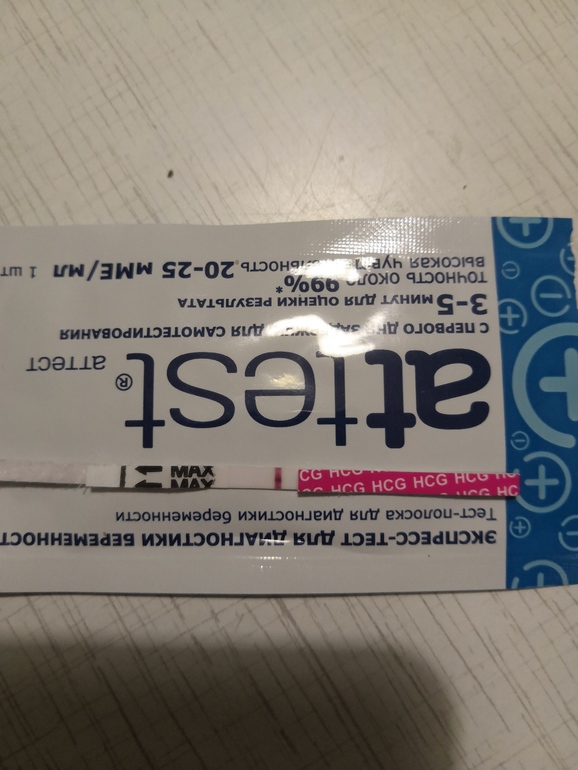 ЭКСПРЕСС-ТЕСТ ДЛЯ ДИАГНОСТИКИ БЕРЕМЕННОСТИ
Тест-полоска для диагностики беременности
MAX HCG HCG HCG
MAX HCG HCG HCG HCG
attest® аттест
С ПЕРВОГО ДНЯ ЗАДЕРЖКИ ДЛЯ САМОТЕСТИРОВАНИЯ
3-5 МИНУТ ДЛЯ ОЦЕНКИ РЕЗУЛЬТАТА
ТОЧНОСТЬ ОКОЛО 99%*
ВЫСОКАЯ ЧУВСТВИТЕЛЬНОСТЬ 20-25 мМЕ/мл 1 шт